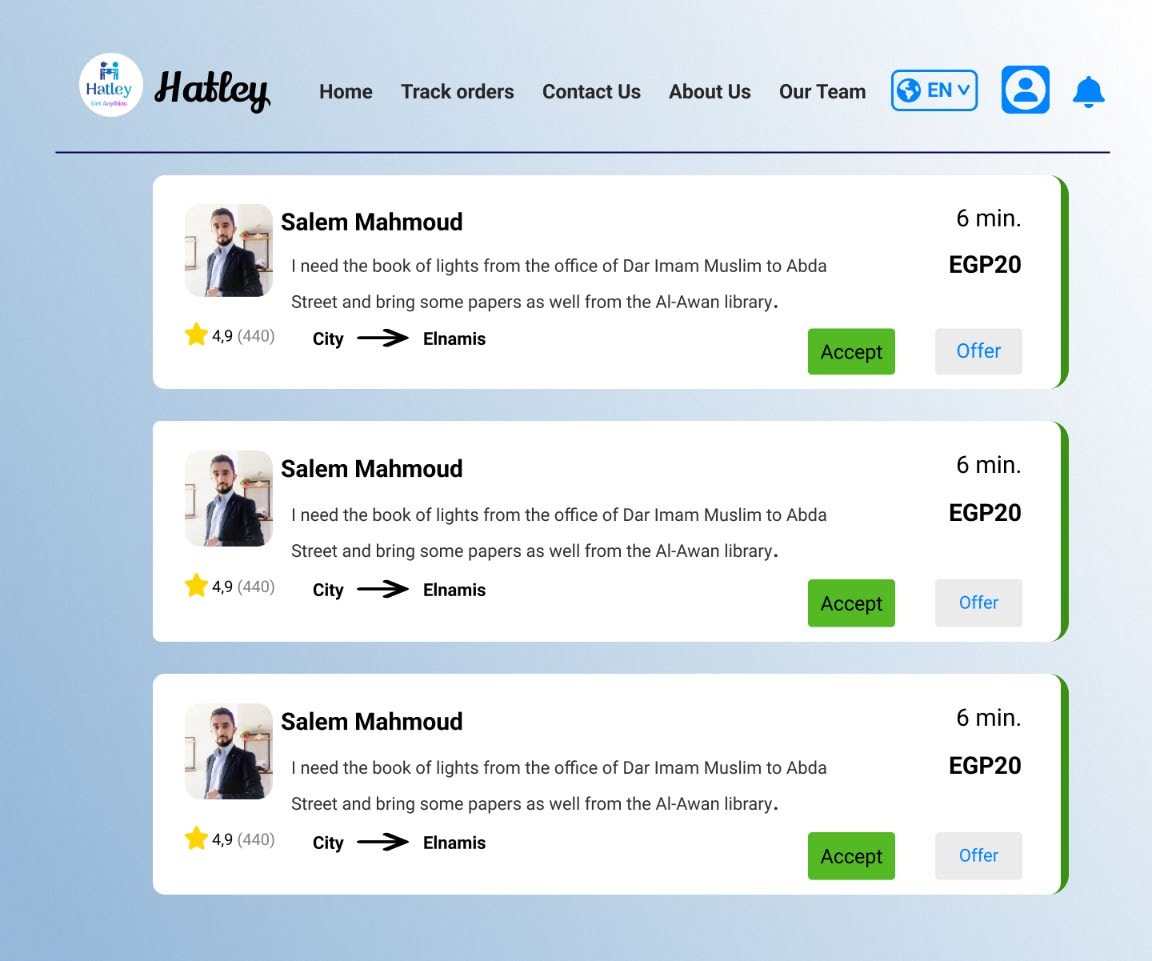 Hatley
Get Anything
Hatley
Home Track orders Contact Us About Us Our Team EN
Salem Mahmoud 6 min.
I need the book of lights from the office of Dar Imam Muslim to Abda EGP20
Street and bring some papers as well from the Al-Awan library.
4,9 (440) City Elnamis Accept Offer
Salem Mahmoud 6 min.
I need the book of lights from the office of Dar Imam Muslim to Abda EGP20
Street and bring some papers as well from the Al-Awan library.
4,9 (440) City Elnamis Accept Offer
Salem Mahmoud 6 min.
I need the book of lights from the office of Dar Imam Muslim to Abda EGP20
Street and bring some papers as well from the Al-Awan library.
4,9 (440) City Elnamis Accept Offer